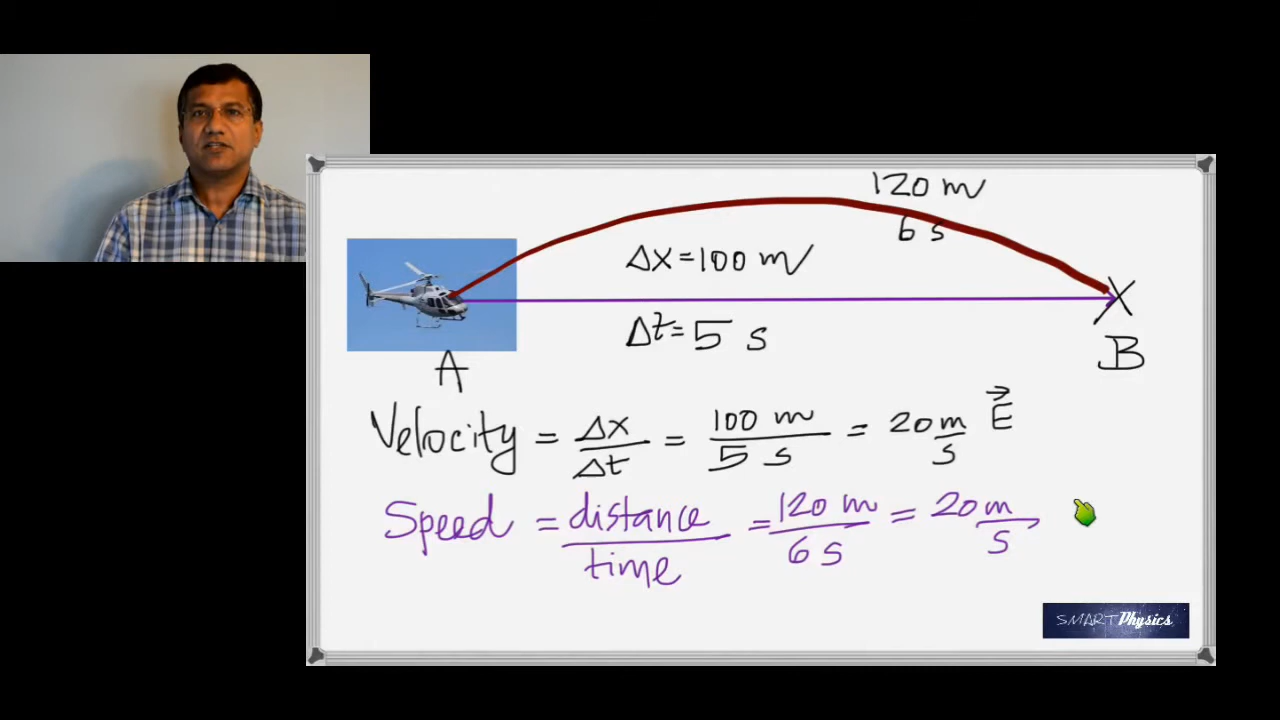 120 m
6 s
Δx=100 m
Δt=5 s
A
B
Velocity = Δx/Δt = 100 m/5 s = 20 m/s E⃗
Speed = distance/time = 120 m/6 s = 20 m/s
SMART Physics